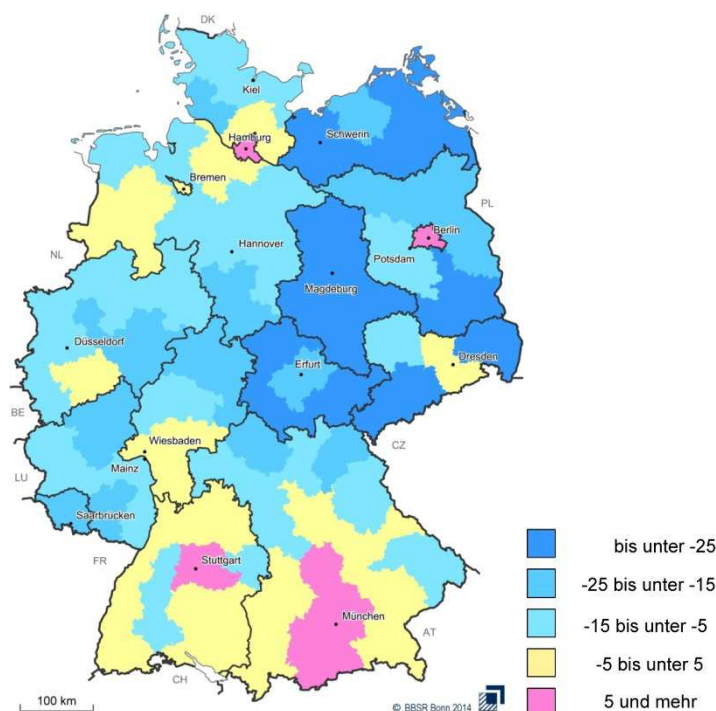 DK
Kiel
Hamburg
Schwerin
Bremen
PL
Berlin
NL
Hannover
Potsdam
Magdeburg
Düsseldorf
Erfurt
Dresden
BE
Wiesbaden
CZ
LU
Mainz
Saarbrücken
FR
Stuttgart
München
AT
CH
bis unter -25
-25 bis unter -15
-15 bis unter -5
-5 bis unter 5
5 und mehr
100 km
© BBSR Bonn 2014